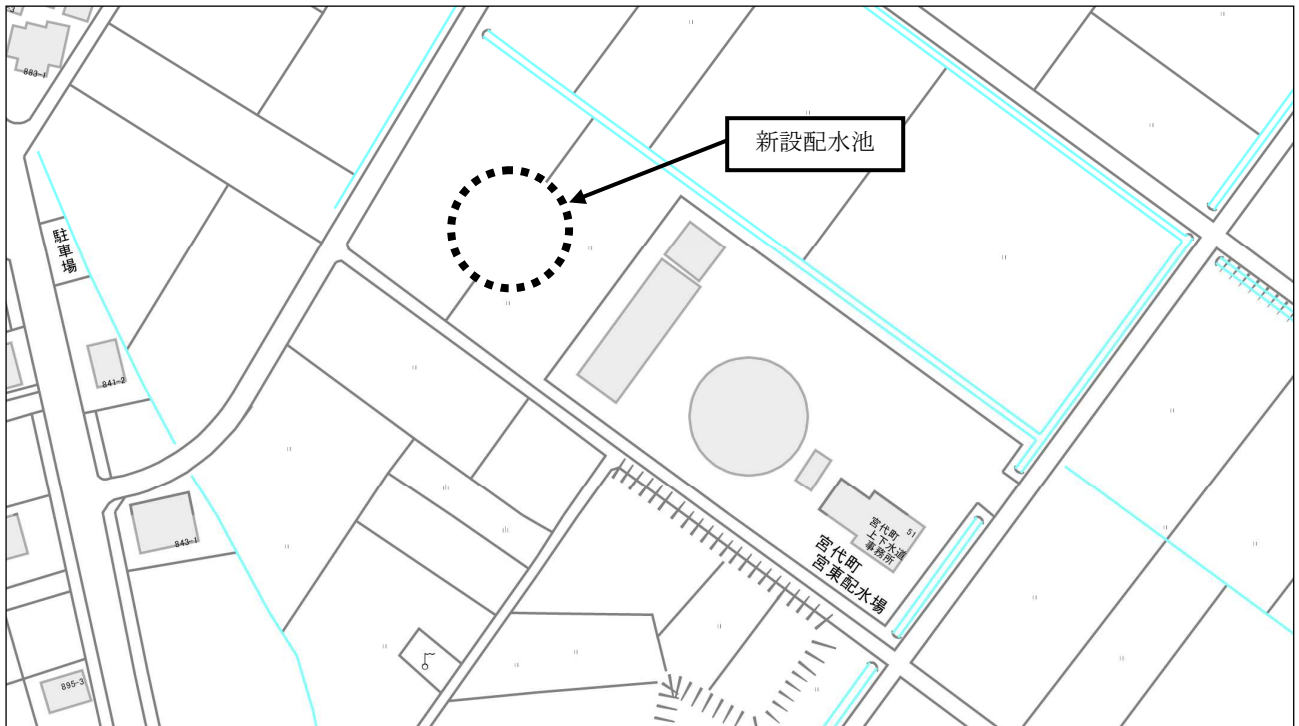 883-1
新設配水池
駐車場
841-2
843-1
51
宮代町
上下水道
事務所
宮代町
宮東配水場
895-3